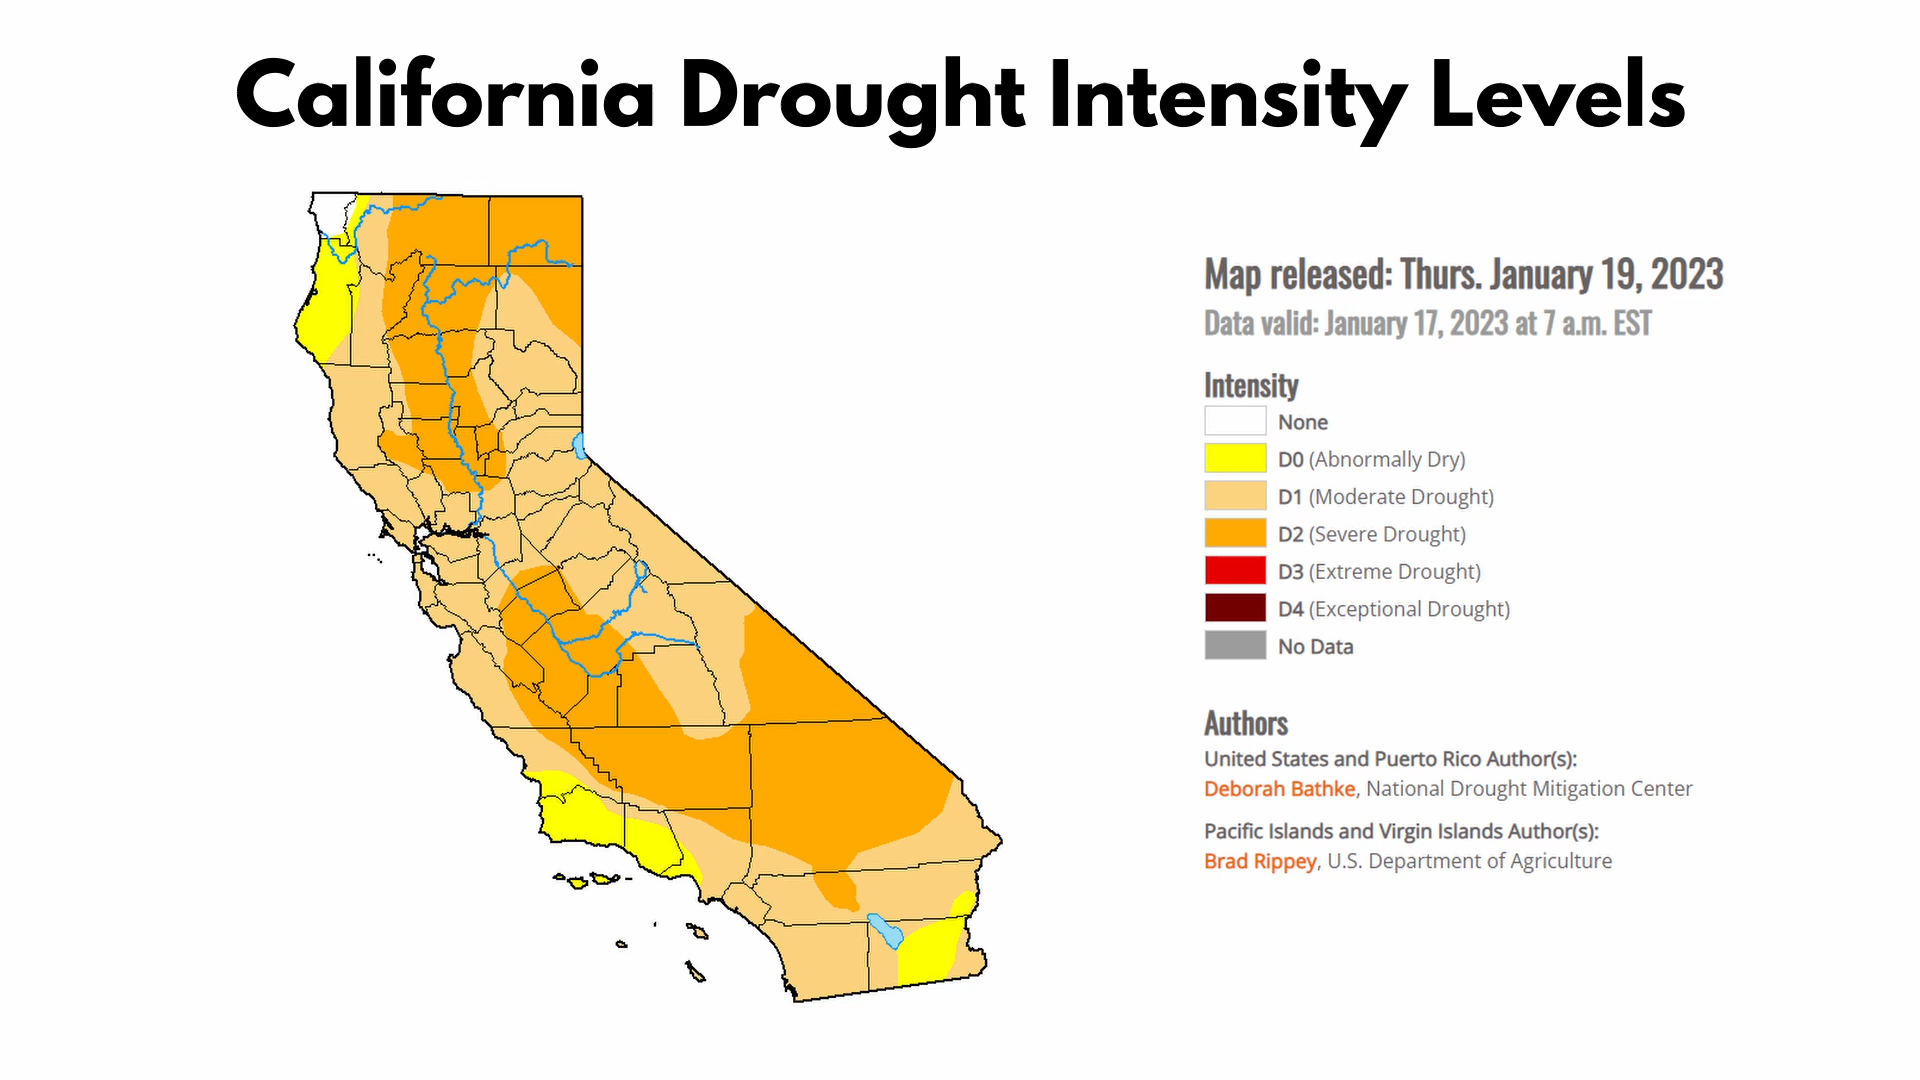 California Drought Intensity Levels
Map released: Thurs. January 19, 2023
Data valid: January 17, 2023 at 7 a.m. EST
Intensity
None
D0 (Abnormally Dry)
D1 (Moderate Drought)
D2 (Severe Drought)
D3 (Extreme Drought)
D4 (Exceptional Drought)
No Data
Authors
United States and Puerto Rico Author(s):
Deborah Bathke, National Drought Mitigation Center
Pacific Islands and Virgin Islands Author(s):
Brad Rippey, U.S. Department of Agriculture